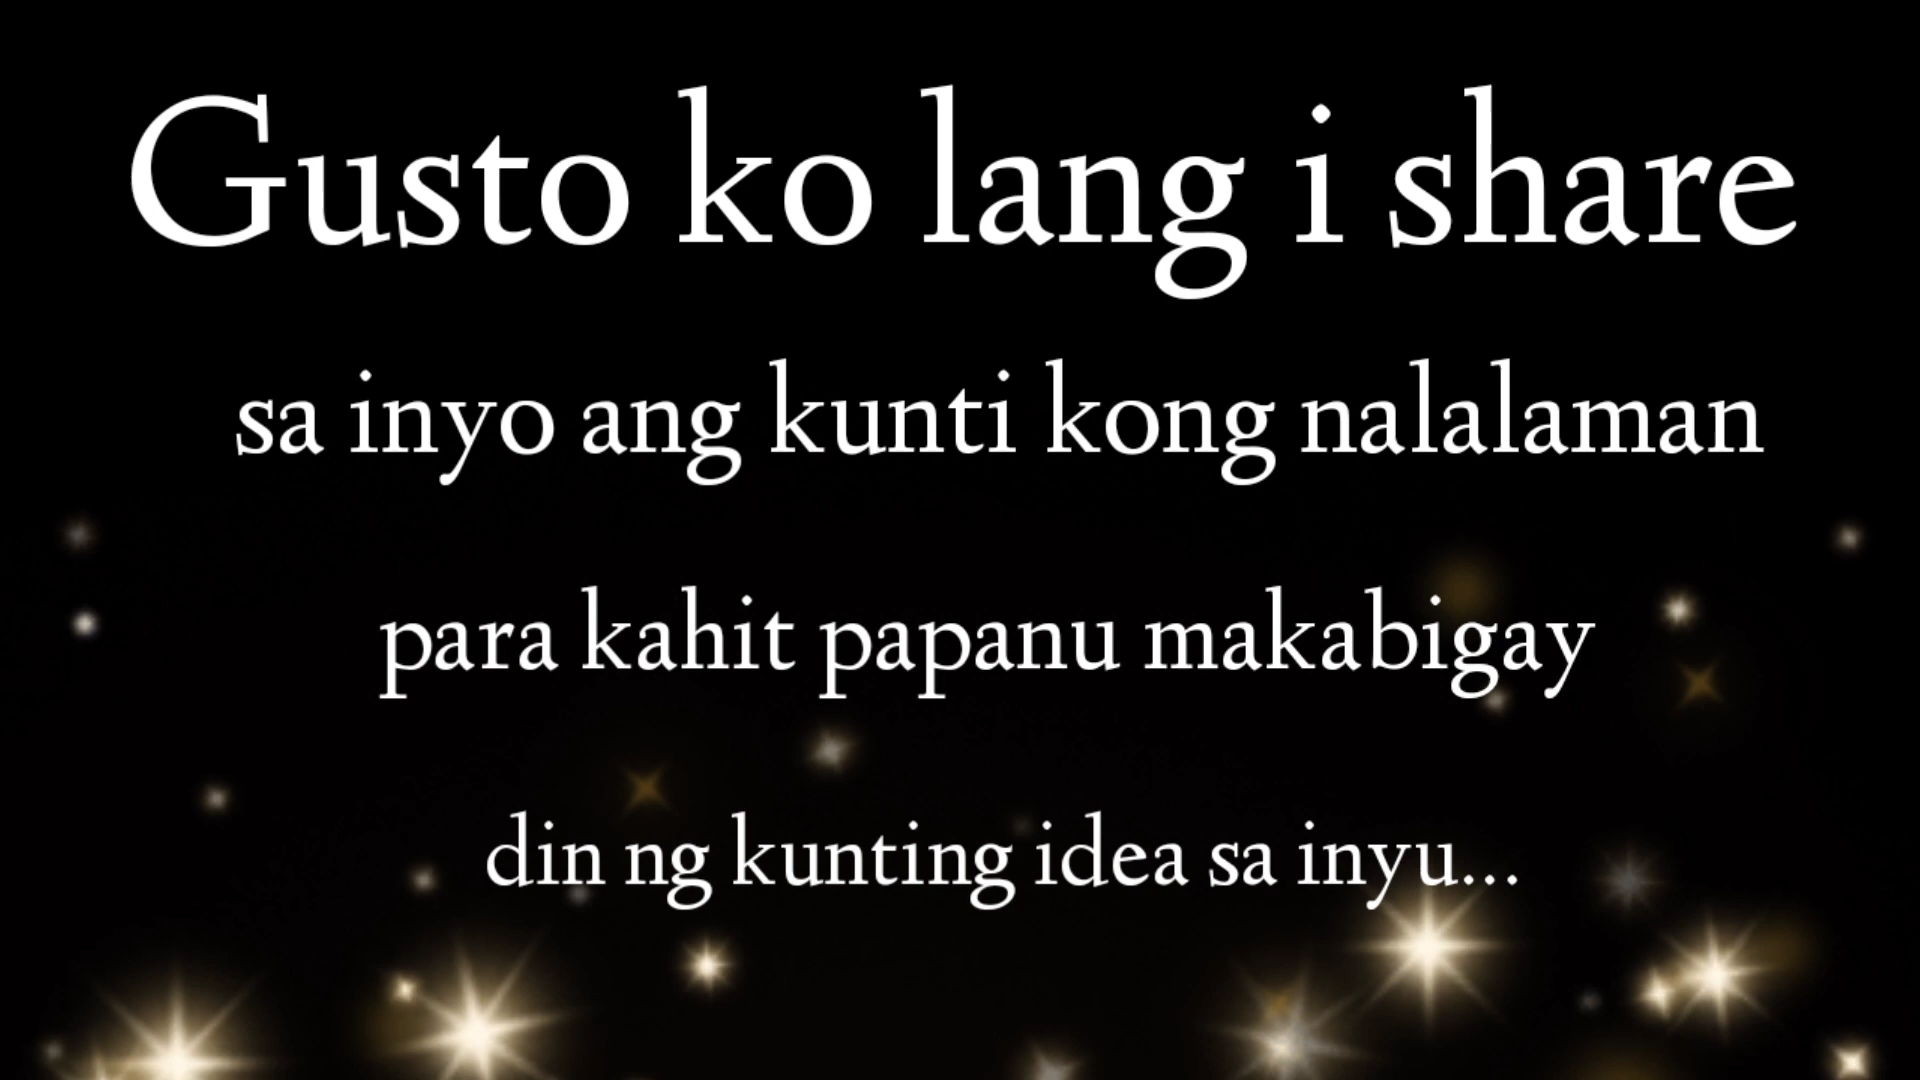 Gusto ko lang i share
sa inyo ang kunti kong nalalaman
para kahit papanu makabigay
din ng kunting idea sa inyu...